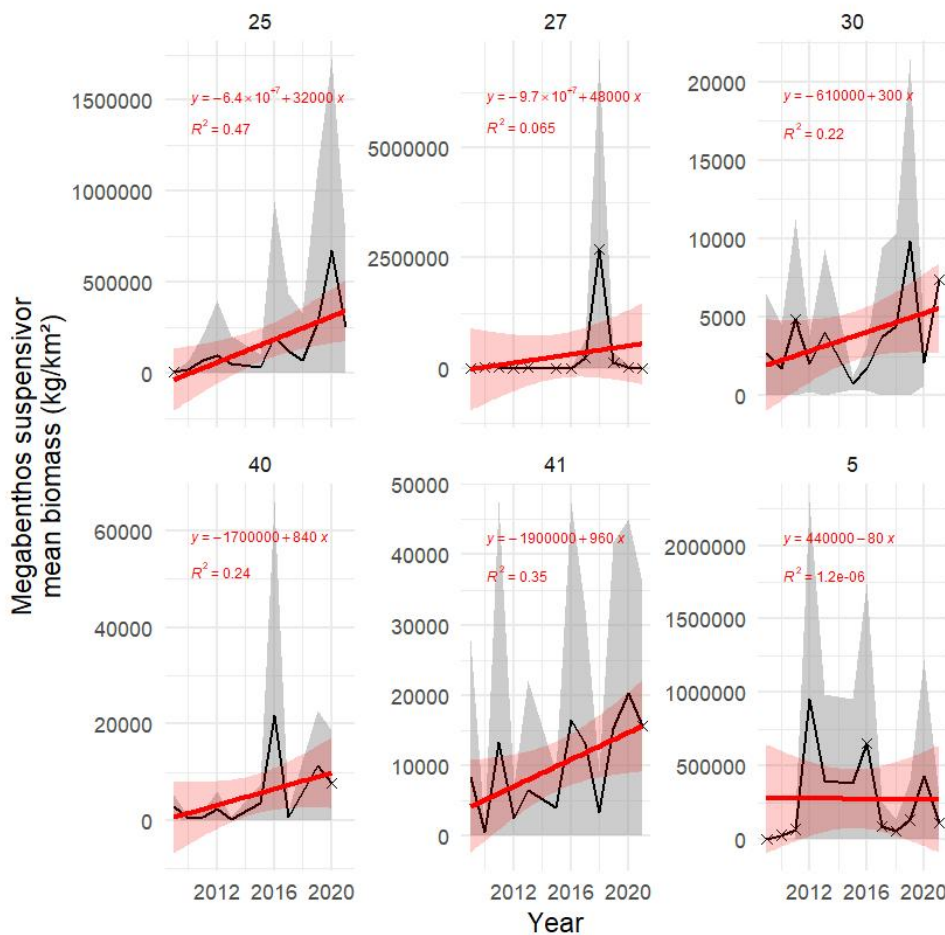 25
27
30
y = −6.4 × 10⁺⁷ + 32000 x
R² = 0.47
y = −9.7 × 10⁺⁷ + 48000 x
R² = 0.065
y = −610000 + 300 x
R² = 0.22
1500000
1000000
500000
0
5000000
2500000
0
20000
15000
10000
5000
0
Megabenthos suspensivor
mean biomass (kg/km²)
40
41
5
y = −1700000 + 840 x
R² = 0.24
y = −1900000 + 960 x
R² = 0.35
y = 440000 − 80 x
R² = 1.2e-06
60000
40000
20000
0
50000
40000
30000
20000
10000
0
2000000
1500000
1000000
500000
0
2012 2016 2020
2012 2016 2020
2012 2016 2020
Year